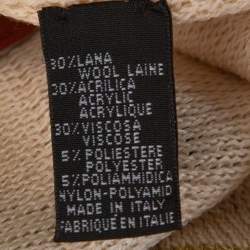 30%LANA
WOOL LAINE
30%ACRILICA
ACRYLIC
ACRYLIQUE
30%VISCOSA
VISCOSE
5%POLIESTERE
POLYESTER
5%POLIAMMIDICA
NYLON-POLYAMID
MADE IN ITALY
FABRIQUE EN ITALIE